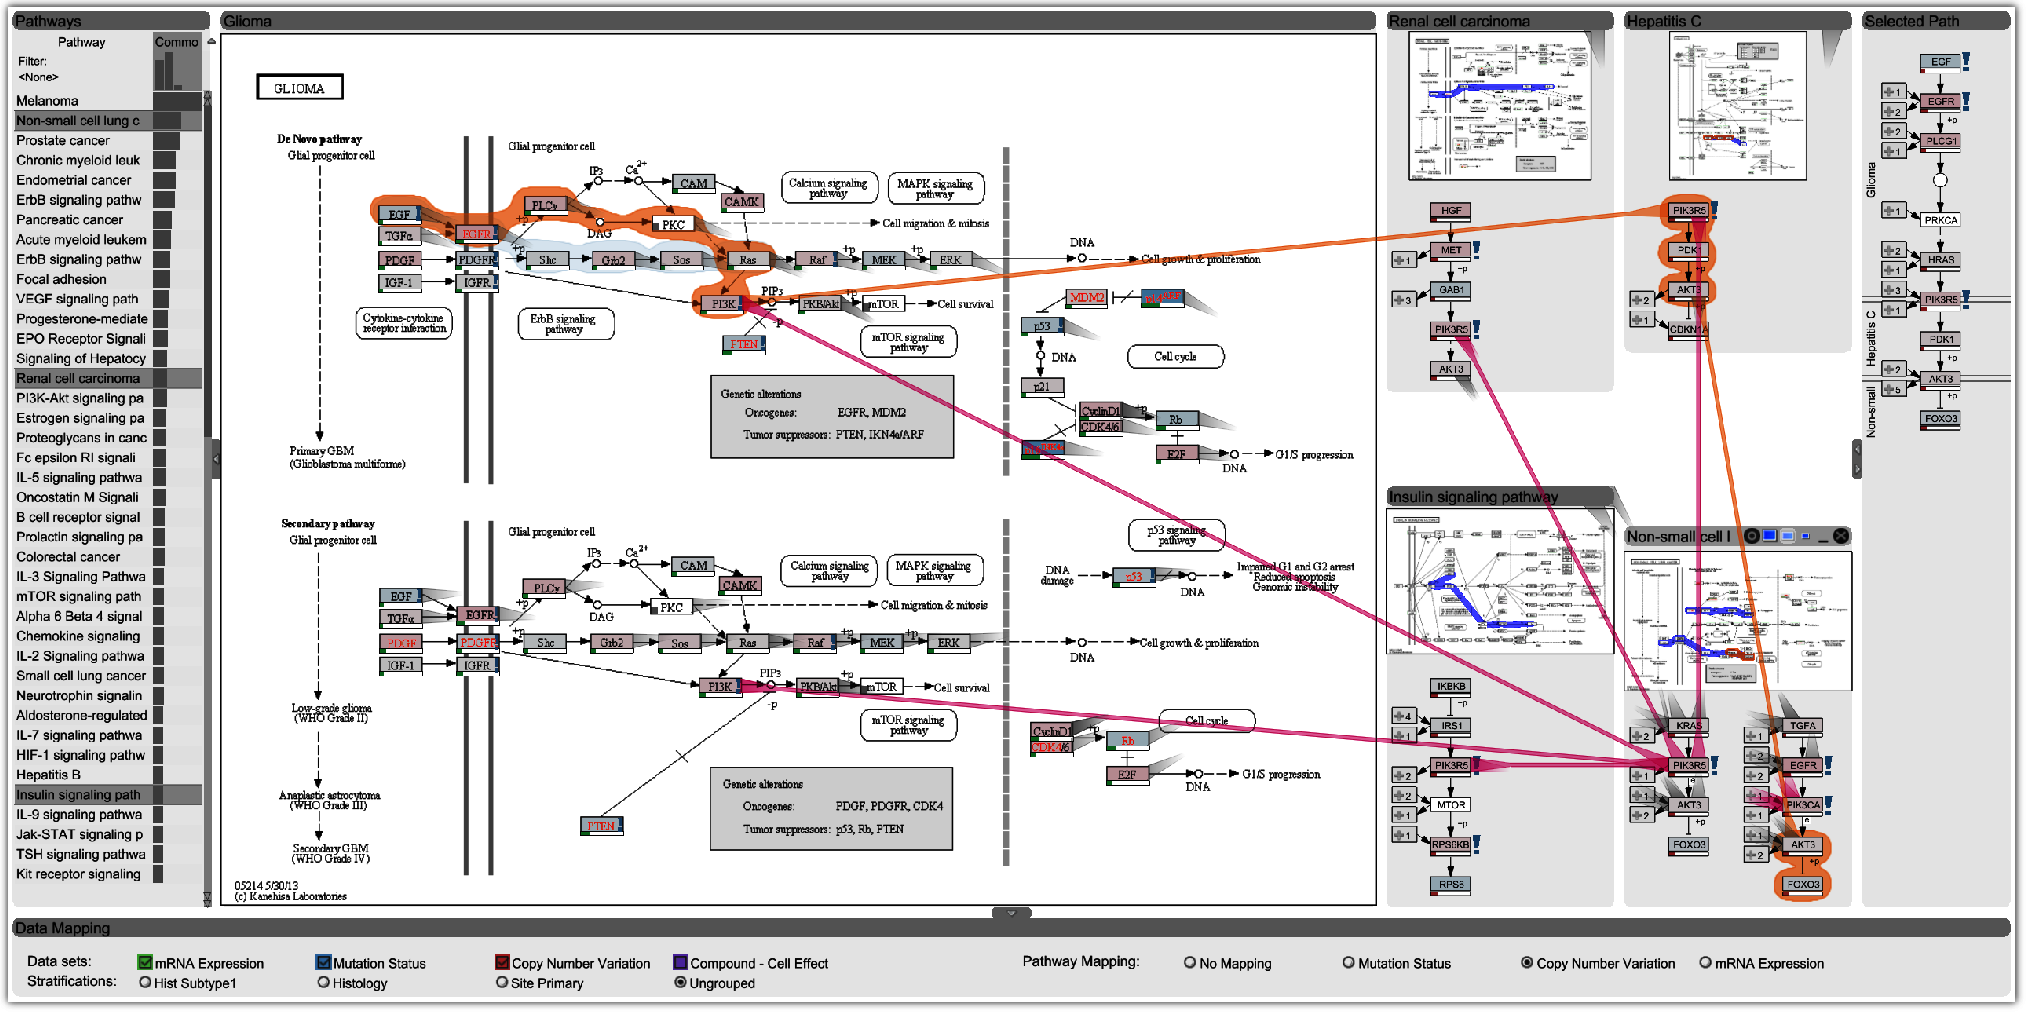 Pathways
Pathway
Commo
Filter:
<None>
Melanoma
Non-small cell lung c
Prostate cancer
Chronic myeloid leuk
Endometrial cancer
ErbB signaling pathw
Pancreatic cancer
Acute myeloid leukem
ErbB signaling pathw
Focal adhesion
VEGF signaling path
Progesterone-mediate
EPO Receptor Signali
Signaling of Hepatocy
Renal cell carcinoma
PI3K-Akt signaling pa
Estrogen signaling pa
Proteoglycans in canc
Fc epsilon RI signali
IL-5 signaling pathwa
Oncostatin M Signali
B cell receptor signal
Prolactin signaling pa
Colorectal cancer
IL-3 Signaling Pathwa
mTOR signaling path
Alpha 6 Beta 4 signal
Chemokine signaling
IL-2 Signaling pathwa
Small cell lung cancer
Neurotrophin signalin
Aldosterone-regulated
IL-7 signaling pathwa
HIF-1 signaling pathw
Hepatitis B
Insulin signaling path
IL-9 signaling pathwa
Jak-STAT signaling p
TSH signaling pathwa
Kit receptor signaling
Glioma
GLIOMA
De Novo pathway
Glial progenitor cell
Glial progenitor cell
IP3
Ca2+
CAM
CAMK
Calcium signaling
pathway
MAPK signaling
pathway
EGF
TGFα
EGFR
PLCγ
+p
DAG
PKC
Cell migration & mitosis
PDGF
PDGFR
+p
Shc
Grb2
Sos
Ras
Raf
+p
MEK
+p
ERK
DNA
Cell growth & proliferation
IGF-1
IGFR
PI3K
PIP3
PKB/Akt
+p
mTOR
Cell survival
-p
PTEN
Cytokine-cytokine
receptor interaction
ErbB signaling
pathway
mTOR signaling
pathway
MDM2
p53
DNA
p21
Cell cycle
CyclinD1
CDK4/6
+p
Rb
E2F
DNA
G1/S progression
Genetic alterations
Oncogenes: EGFR, MDM2
Tumor suppressors: PTEN, IKN4a/ARF
Primary GBM
(Glioblastoma multiforme)
Secondary pathway
Glial progenitor cell
Glial progenitor cell
IP3
Ca2+
CAM
CAMK
Calcium signaling
pathway
MAPK signaling
pathway
p53 signaling
pathway
EGF
TGFα
EGFR
PLCγ
+p
DAG
PKC
Cell migration & mitosis
DNA
damage
p53
DNA
Impaired G1 and G2 arrest
Reduced apoptosis
Genomic instability
PDGF
PDGFR
+p
Shc
Grb2
Sos
Ras
Raf
+p
MEK
+p
ERK
DNA
Cell growth & proliferation
IGF-1
IGFR
PI3K
PIP3
PKB/Akt
+p
mTOR
Cell survival
-p
mTOR signaling
pathway
Low-grade glioma
(WHO Grade II)
CyclinD1
CDK4/6
+p
Rb
E2F
DNA
G1/S progression
Cell cycle
Genetic alterations
Oncogenes: PDGF, PDGFR, CDK4
Tumor suppressors: p53, Rb, PTEN
Anaplastic astrocytoma
(WHO Grade III)
PTEN
Secondary GBM
(WHO Grade IV)
05214 5/30/13
(c) Kanehisa Laboratories
Renal cell carcinoma
HGF
MET
+1
+p
GAB1
+3
PIK3R5
AKT3
Hepatitis C
PIK3R5
PDK1
+p
AKT3
+2
+1
CDKN1A
Insulin signaling pathway
IKBKB
-p
+4
IRS1
+1
PIK3R5
+2
+2
MTOR
+1
-p
+1
RPS6KB
RPS6
Non-small cell l
KRAS
+2
PIK3R5
+1
e
AKT3
+2
+p
FOXO3
TGFA
+1
+2
EGFR
+2
+1
PIK3CA
e
+1
AKT3
+2
+p
FOXO3
Selected Path
EGF
+1
EGFR
+2
+p
+2
PLCG1
+1
Glioma
+1
PRKCA
+2
HRAS
+1
+3
PIK3R5
+1
Hepatitis C
PDK1
+p
+2
AKT3
+5
+p
Non-small
FOXO3
Data Mapping
Data sets:
mRNA Expression
Mutation Status
Copy Number Variation
Compound - Cell Effect
Pathway Mapping:
No Mapping
Mutation Status
Copy Number Variation
mRNA Expression
Stratifications:
Hist Subtype1
Histology
Site Primary
Ungrouped